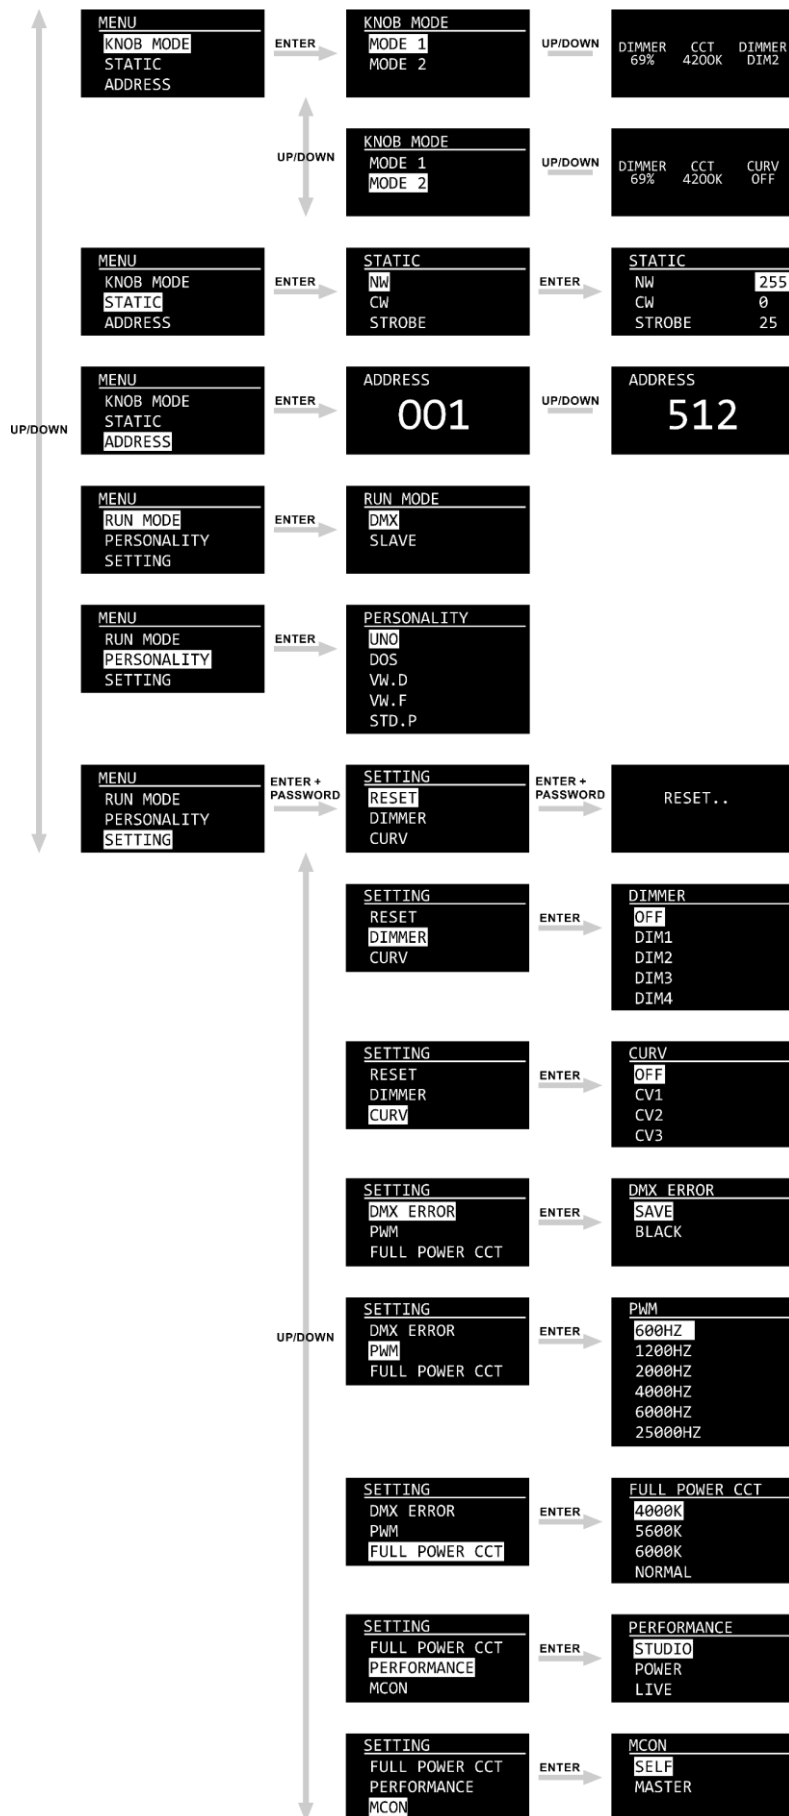 MENU
KNOB MODE
STATIC
ADDRESS
ENTER
KNOB MODE
MODE 1
MODE 2
UP/DOWN
DIMMER CCT DIMMER
69% 4200K DIM2
UP/DOWN
KNOB MODE
MODE 1
MODE 2
UP/DOWN
DIMMER CCT CURV
69% 4200K OFF
MENU
KNOB MODE
STATIC
ADDRESS
ENTER
STATIC
NW
CW
STROBE
ENTER
STATIC
NW 255
CW 0
STROBE 25
MENU
KNOB MODE
STATIC
ADDRESS
ENTER
ADDRESS
001
UP/DOWN
ADDRESS
512
UP/DOWN
MENU
RUN MODE
PERSONALITY
SETTING
ENTER
RUN MODE
DMX
SLAVE
MENU
RUN MODE
PERSONALITY
SETTING
ENTER
PERSONALITY
UNO
DOS
VW.D
VW.F
STD.P
MENU
RUN MODE
PERSONALITY
SETTING
ENTER +
PASSWORD
SETTING
RESET
DIMMER
CURV
ENTER +
PASSWORD
RESET..
SETTING
RESET
DIMMER
CURV
ENTER
DIMMER
OFF
DIM1
DIM2
DIM3
DIM4
SETTING
RESET
DIMMER
CURV
ENTER
CURV
OFF
CV1
CV2
CV3
SETTING
DMX ERROR
PWM
FULL POWER CCT
ENTER
DMX ERROR
SAVE
BLACK
UP/DOWN
SETTING
DMX ERROR
PWM
FULL POWER CCT
ENTER
PWM
600HZ
1200HZ
2000HZ
4000HZ
6000HZ
25000HZ
SETTING
DMX ERROR
PWM
FULL POWER CCT
ENTER
FULL POWER CCT
4000K
5600K
6000K
NORMAL
SETTING
FULL POWER CCT
PERFORMANCE
MCON
ENTER
PERFORMANCE
STUDIO
POWER
LIVE
SETTING
FULL POWER CCT
PERFORMANCE
MCON
ENTER
MCON
SELF
MASTER